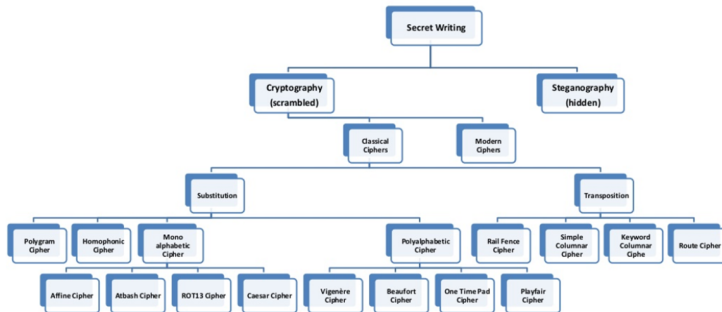 Secret Writing
Cryptography
(scrambled)
Steganography
(hidden)
Classical
Ciphers
Modern
Ciphers
Substitution
Transposition
Polygram
Cipher
Homophonic
Cipher
Mono
alphabetic
Cipher
Polyalphabetic
Cipher
Rail Fence
Cipher
Simple
Columnar
Cipher
Keyword
Columnar
Ciphe
Route Cipher
Affine Cipher
Atbash Cipher
ROT13 Cipher
Caesar Cipher
Vigenère
Cipher
Beaufort
Cipher
One Time Pad
Cipher
Playfair
Cipher